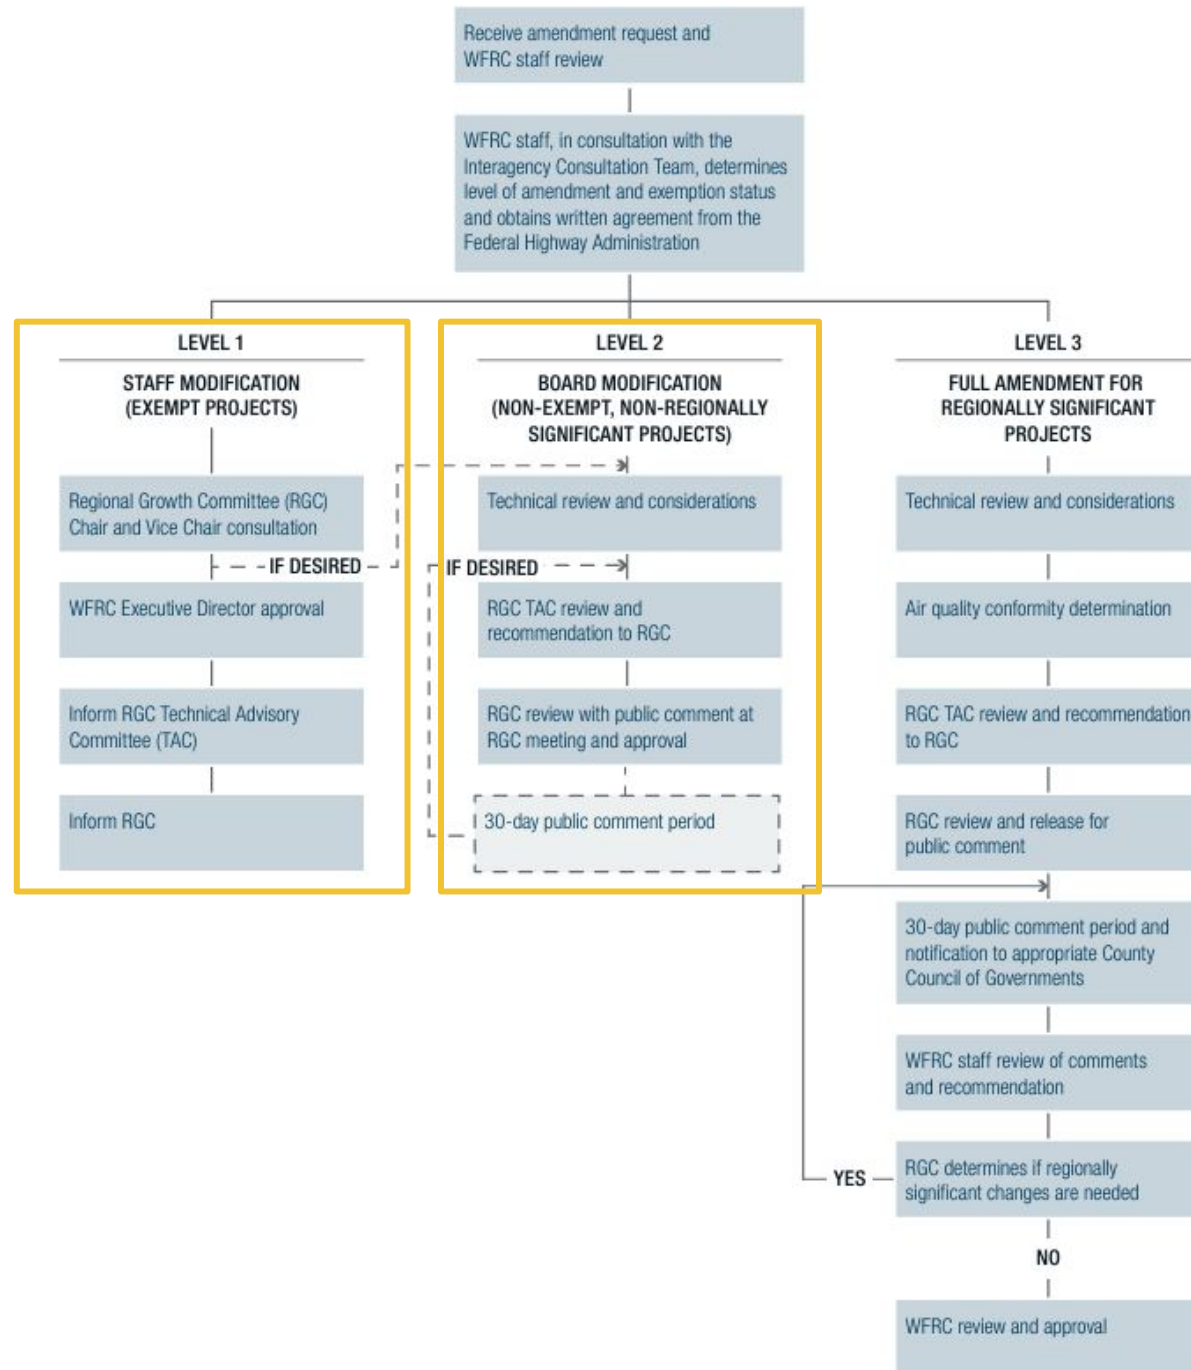 Receive amendment request and
WFRC staff review
WFRC staff, in consultation with the
Interagency Consultation Team, determines
level of amendment and exemption status
and obtains written agreement from the
Federal Highway Administration
LEVEL 1
STAFF MODIFICATION
(EXEMPT PROJECTS)
Regional Growth Committee (RGC)
Chair and Vice Chair consultation
IF DESIRED
WFRC Executive Director approval
Inform RGC Technical Advisory
Committee (TAC)
Inform RGC
LEVEL 2
BOARD MODIFICATION
(NON-EXEMPT, NON-REGIONALLY
SIGNIFICANT PROJECTS)
Technical review and considerations
IF DESIRED
RGC TAC review and
recommendation to RGC
RGC review with public comment at
RGC meeting and approval
30-day public comment period
LEVEL 3
FULL AMENDMENT FOR
REGIONALLY SIGNIFICANT
PROJECTS
Technical review and considerations
Air quality conformity determination
RGC TAC review and recommendation
to RGC
RGC review and release for
public comment
30-day public comment period and
notification to appropriate County
Council of Governments
WFRC staff review of comments
and recommendation
RGC determines if regionally
significant changes are needed
YES
NO
WFRC review and approval